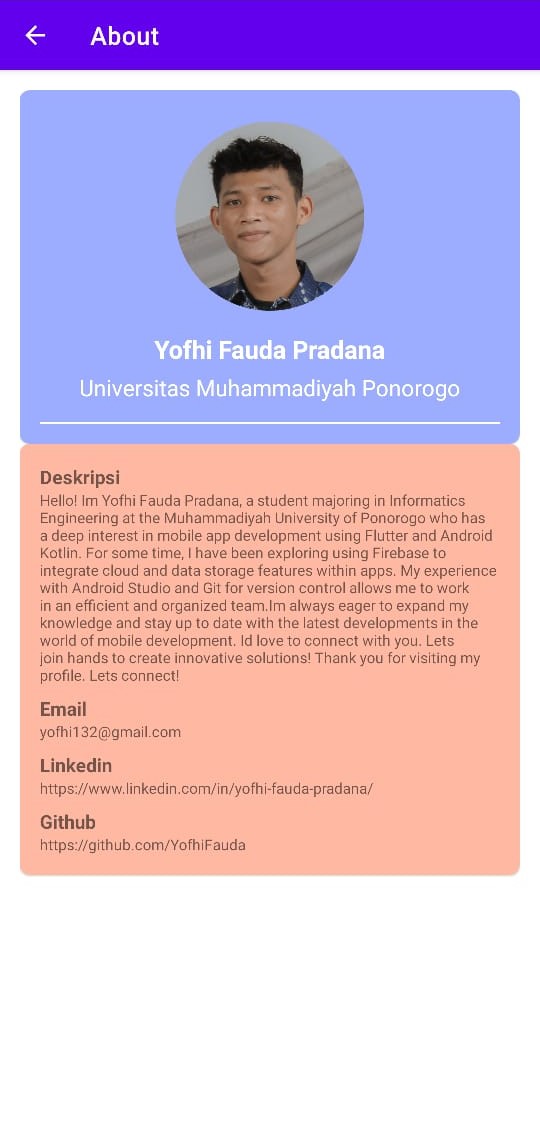 About
Yofhi Fauda Pradana
Universitas Muhammadiyah Ponorogo
Deskripsi
Hello! Im Yofhi Fauda Pradana, a student majoring in Informatics
Engineering at the Muhammadiyah University of Ponorogo who has
a deep interest in mobile app development using Flutter and Android
Kotlin. For some time, I have been exploring using Firebase to
integrate cloud and data storage features within apps. My experience
with Android Studio and Git for version control allows me to work
in an efficient and organized team.Im always eager to expand my
knowledge and stay up to date with the latest developments in the
world of mobile development. Id love to connect with you. Lets
join hands to create innovative solutions! Thank you for visiting my
profile. Lets connect!
Email
yofhi132@gmail.com
Linkedin
https://www.linkedin.com/in/yofhi-fauda-pradana/
Github
https://github.com/YofhiFauda